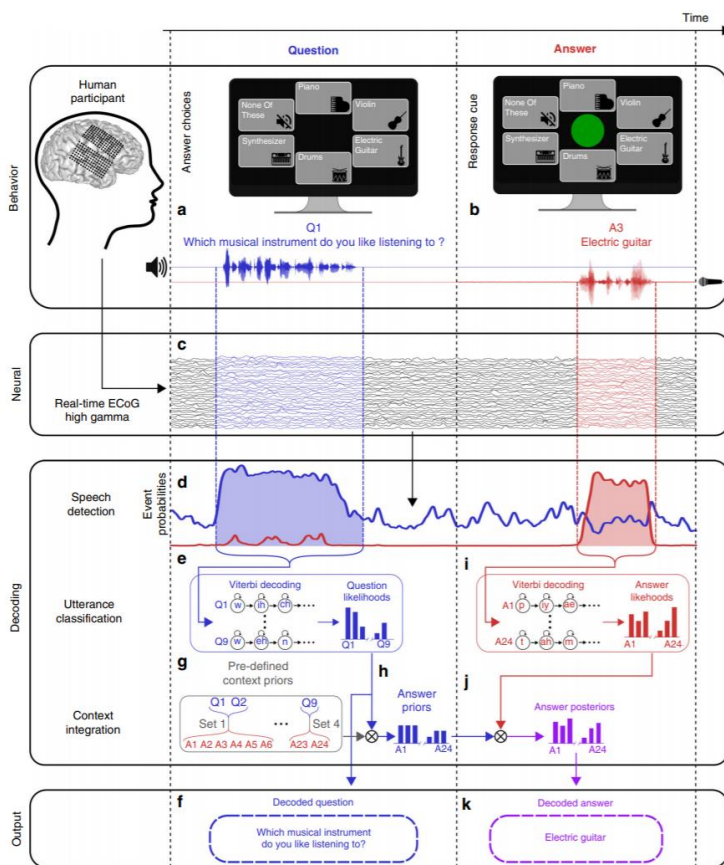 Time
Question
Answer
Behavior
Human
participant
Answer choices
None Of
These
Piano
Violin
Synthesizer
Drums
Electric
Guitar
Response cue
None Of
These
Piano
Violin
Synthesizer
Drums
Electric
Guitar
a
b
Q1
Which musical instrument do you like listening to ?
A3
Electric guitar
Neural
c
Real-time ECoG
high gamma
Decoding
Speech
detection
d
Event
probabilities
Utterance
classification
e
Viterbi decoding
Question
likelihoods
Q1 w ih ch
Q9 w eh n
Q1 Q9
i
Viterbi decoding
Answer
likehoods
A1 p iy ae
A24 t ah m
A1 A24
Context
integration
g
Pre-defined
context priors
Q1 Q2 Q9
Set 1 Set 4
A1 A2 A3 A4 A5 A6 A23 A24
h
Answer
priors
A1 A24
j
Answer posteriors
A1 A24
Output
f
Decoded question
Which musical instrument
do you like listening to?
k
Decoded answer
Electric guitar